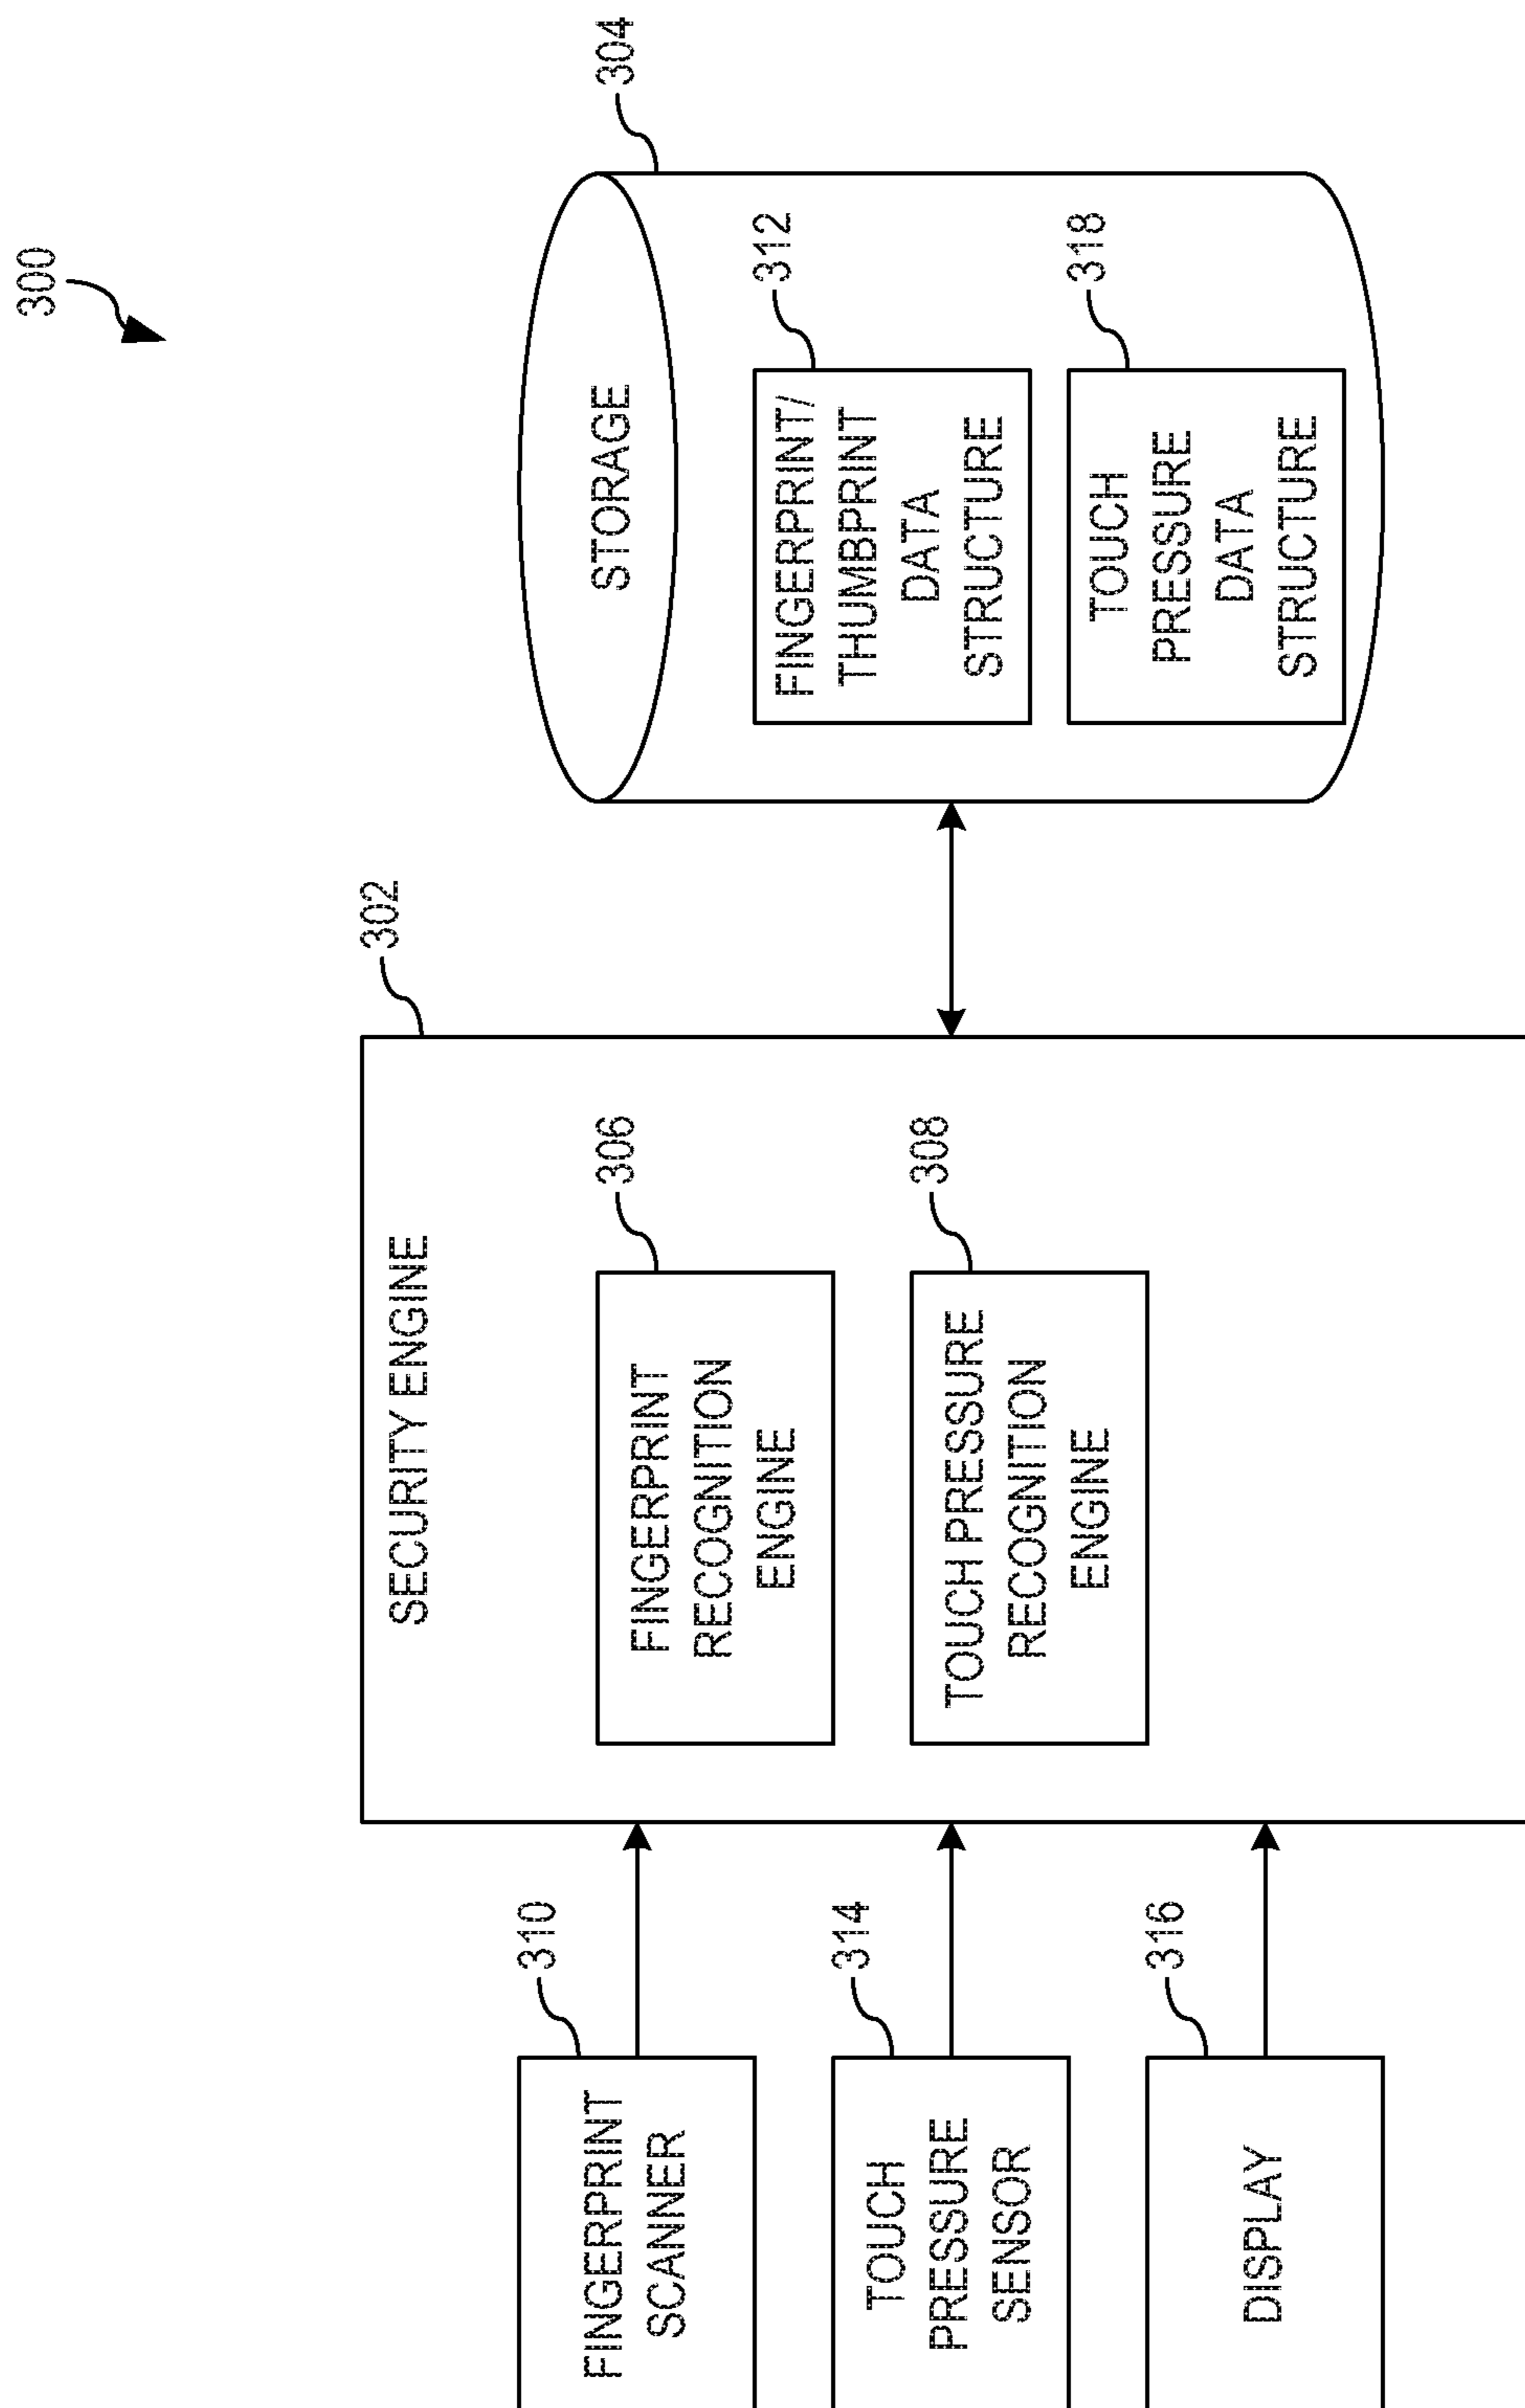 300
302
304
SECURITY ENGINE
STORAGE
310
FINGERPRINT
SCANNER
306
FINGERPRINT
RECOGNITION
ENGINE
312
FINGERPRINT/
THUMBPRINT
DATA
STRUCTURE
314
TOUCH
PRESSURE
SENSOR
308
TOUCH PRESSURE
RECOGNITION
ENGINE
318
TOUCH
PRESSURE
DATA
STRUCTURE
316
DISPLAY